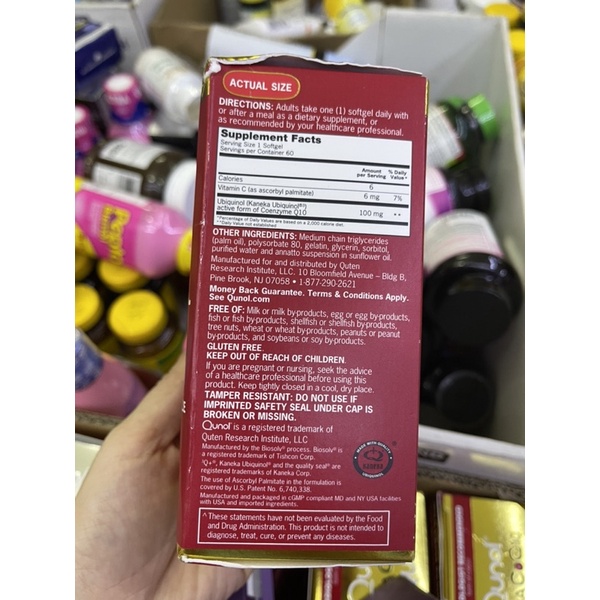 ACTUAL SIZE
DIRECTIONS: Adults take one (1) softgel daily with
or after a meal as a dietary supplement, or
as recommended by your healthcare professional.
Supplement Facts
Serving Size 1 Softgel
Servings per Container 60
Amount per Serving % Daily Value*
Calories 6
Vitamin C (as ascorbyl palmitate) 6 mg 7%
Ubiquinol (Kaneka Ubiquinol®)
active form of Coenzyme Q10 100 mg **
*Percentage of Daily Values are based on a 2,000 calorie diet.
**Daily Value not established
OTHER INGREDIENTS: Medium chain triglycerides
(palm oil), polysorbate 80, gelatin, glycerin, sorbitol,
purified water and annatto suspension in sunflower oil.
Manufactured for and distributed by Quten
Research Institute, LLC. 10 Bloomfield Avenue – Bldg B,
Pine Brook, NJ 07058 • 1-877-290-2621
Money Back Guarantee. Terms & Conditions Apply.
See Qunol.com
FREE OF: Milk or milk by-products, egg or egg by-products,
fish or fish by-products, shellfish or shellfish by-products,
tree nuts, wheat or wheat by-products, peanuts or peanut
by-products, and soybeans or soy by-products.
GLUTEN FREE.
KEEP OUT OF REACH OF CHILDREN.
If you are pregnant or nursing, seek the advice
of a healthcare professional before using this
product. Keep tightly closed in a cool, dry place.
TAMPER RESISTANT: DO NOT USE IF
IMPRINTED SAFETY SEAL UNDER CAP IS
BROKEN OR MISSING.
Qunol® is a registered trademark of
Quten Research Institute, LLC
Manufactured by the Biosolv® process. Biosolv® is
a registered trademark of Tishcon Corp.
"Q+®, Kaneka Ubiquinol® and the quality seal® are
registered trademarks of Kaneka Corp.
The use of Ascorbyl Palmitate in the formulation is
covered by U.S. Patent No. 6,740,338.
Manufactured and packaged in cGMP compliant MD and NY USA facilities
with USA and imported ingredients.
MADE WITH QUALITY
^These statements have not been evaluated by the Food
and Drug Administration. This product is not intended to
diagnose, treat, cure, or prevent any diseases.
Qunol